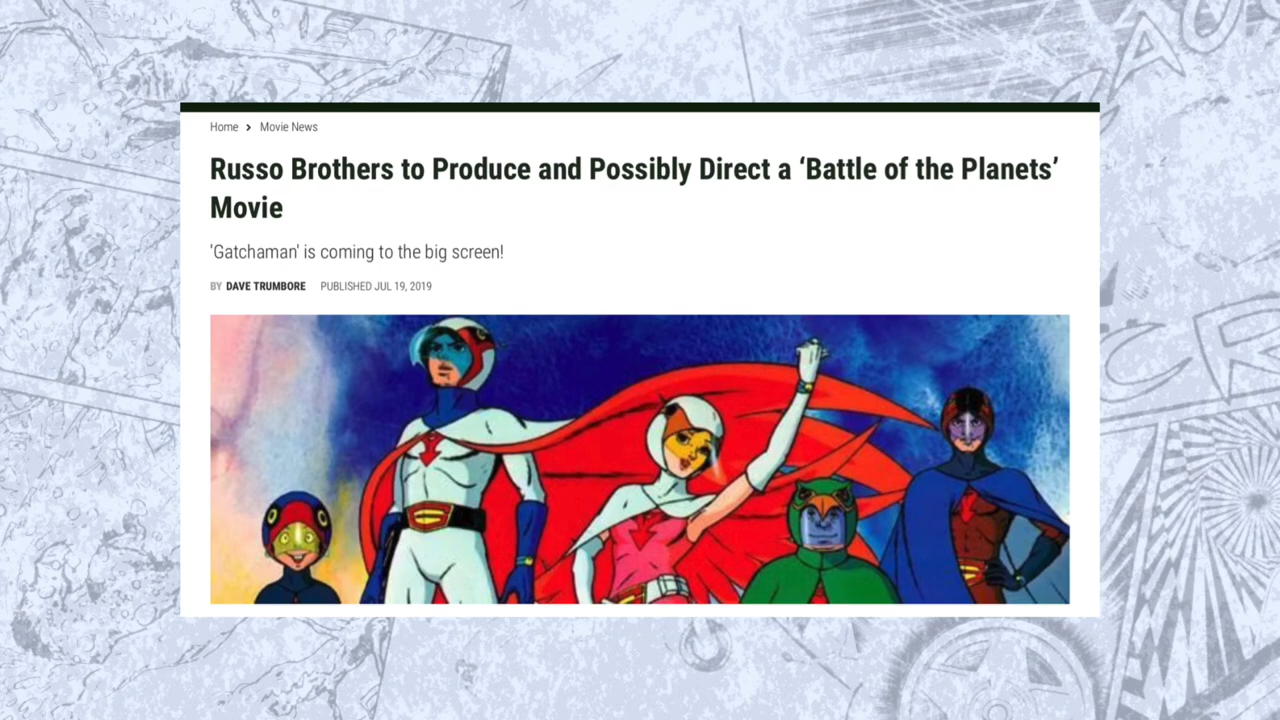 Home > Movie News
Russo Brothers to Produce and Possibly Direct a ‘Battle of the Planets’
Movie
'Gatchaman' is coming to the big screen!
BY DAVE TRUMBORE PUBLISHED JUL 19, 2019